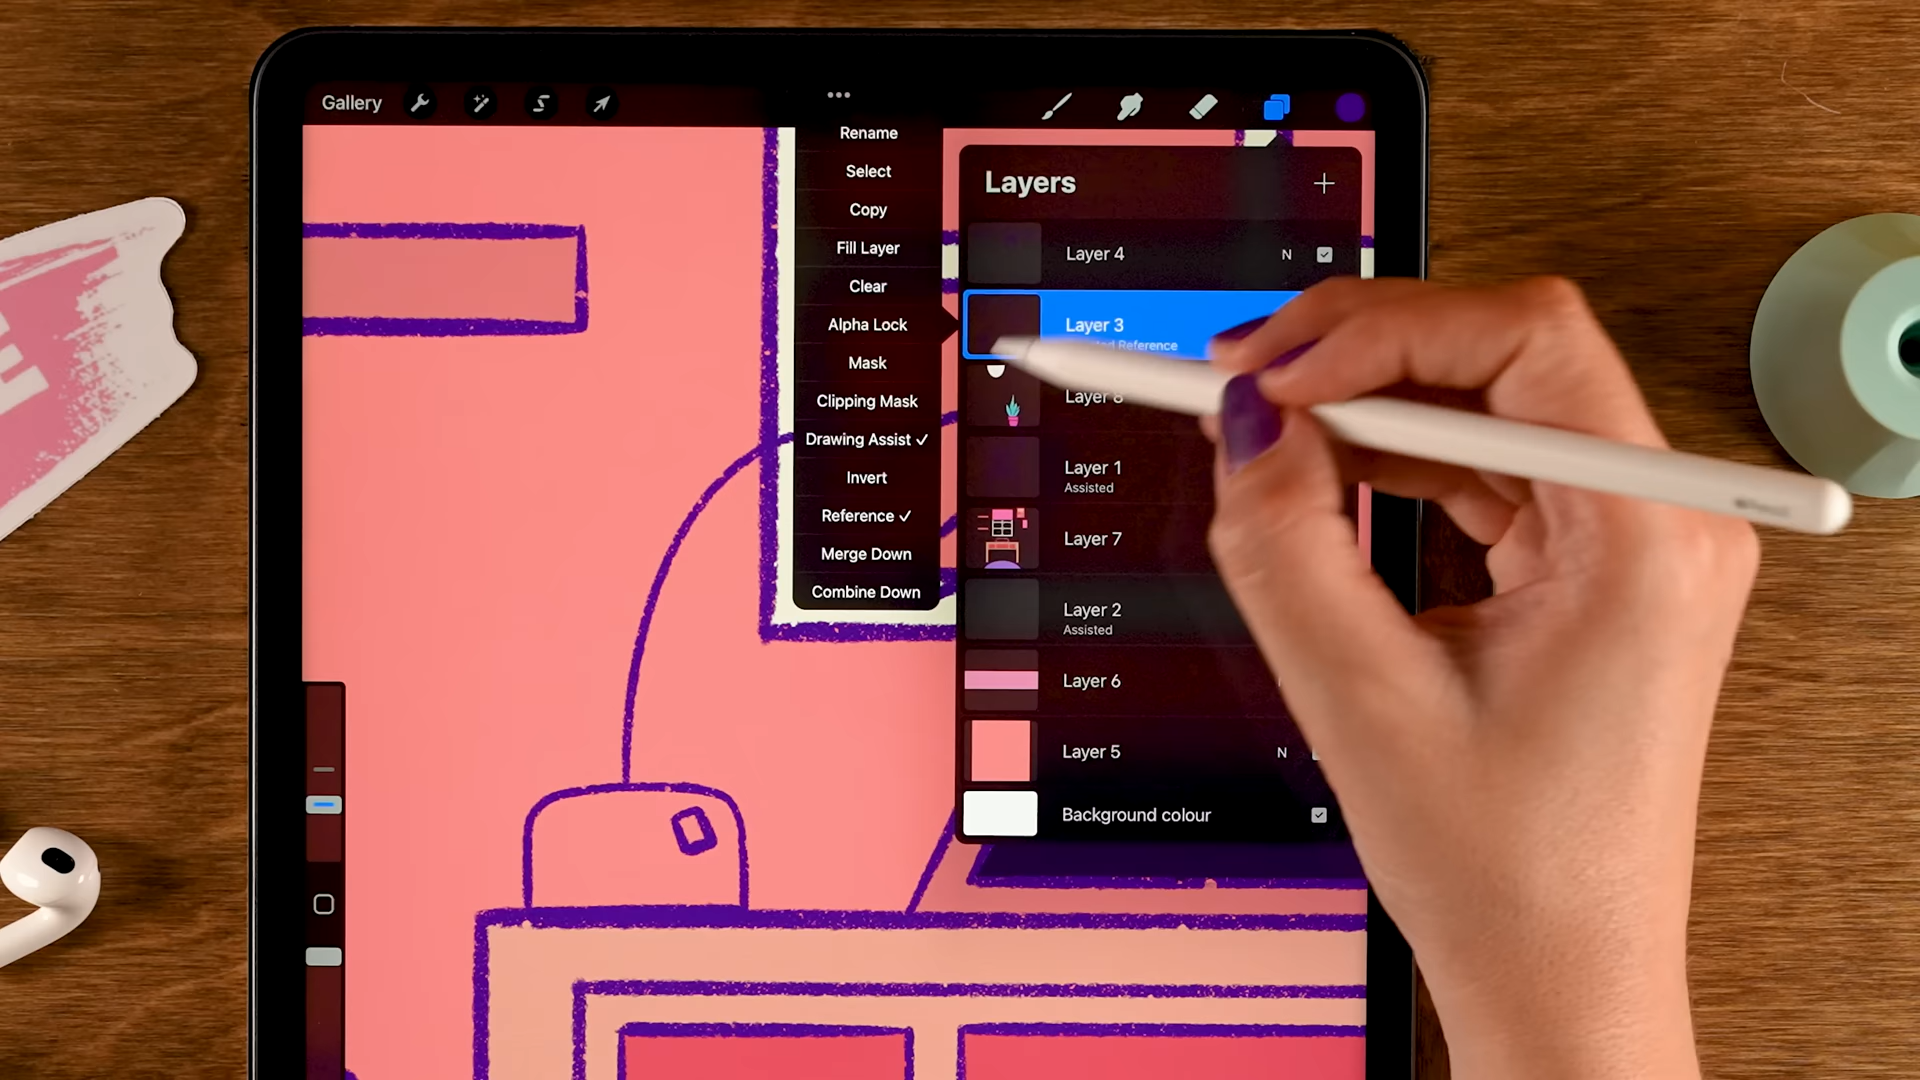 Gallery
Rename
Select
Copy
Fill Layer
Clear
Alpha Lock
Mask
Clipping Mask
Drawing Assist
Invert
Reference
Merge Down
Combine Down
Layers
Layer 4 N
Layer 3
Reference
Layer 8
Layer 1
Assisted
Layer 7
Layer 2
Assisted
Layer 6
Layer 5 N
Background colour
E